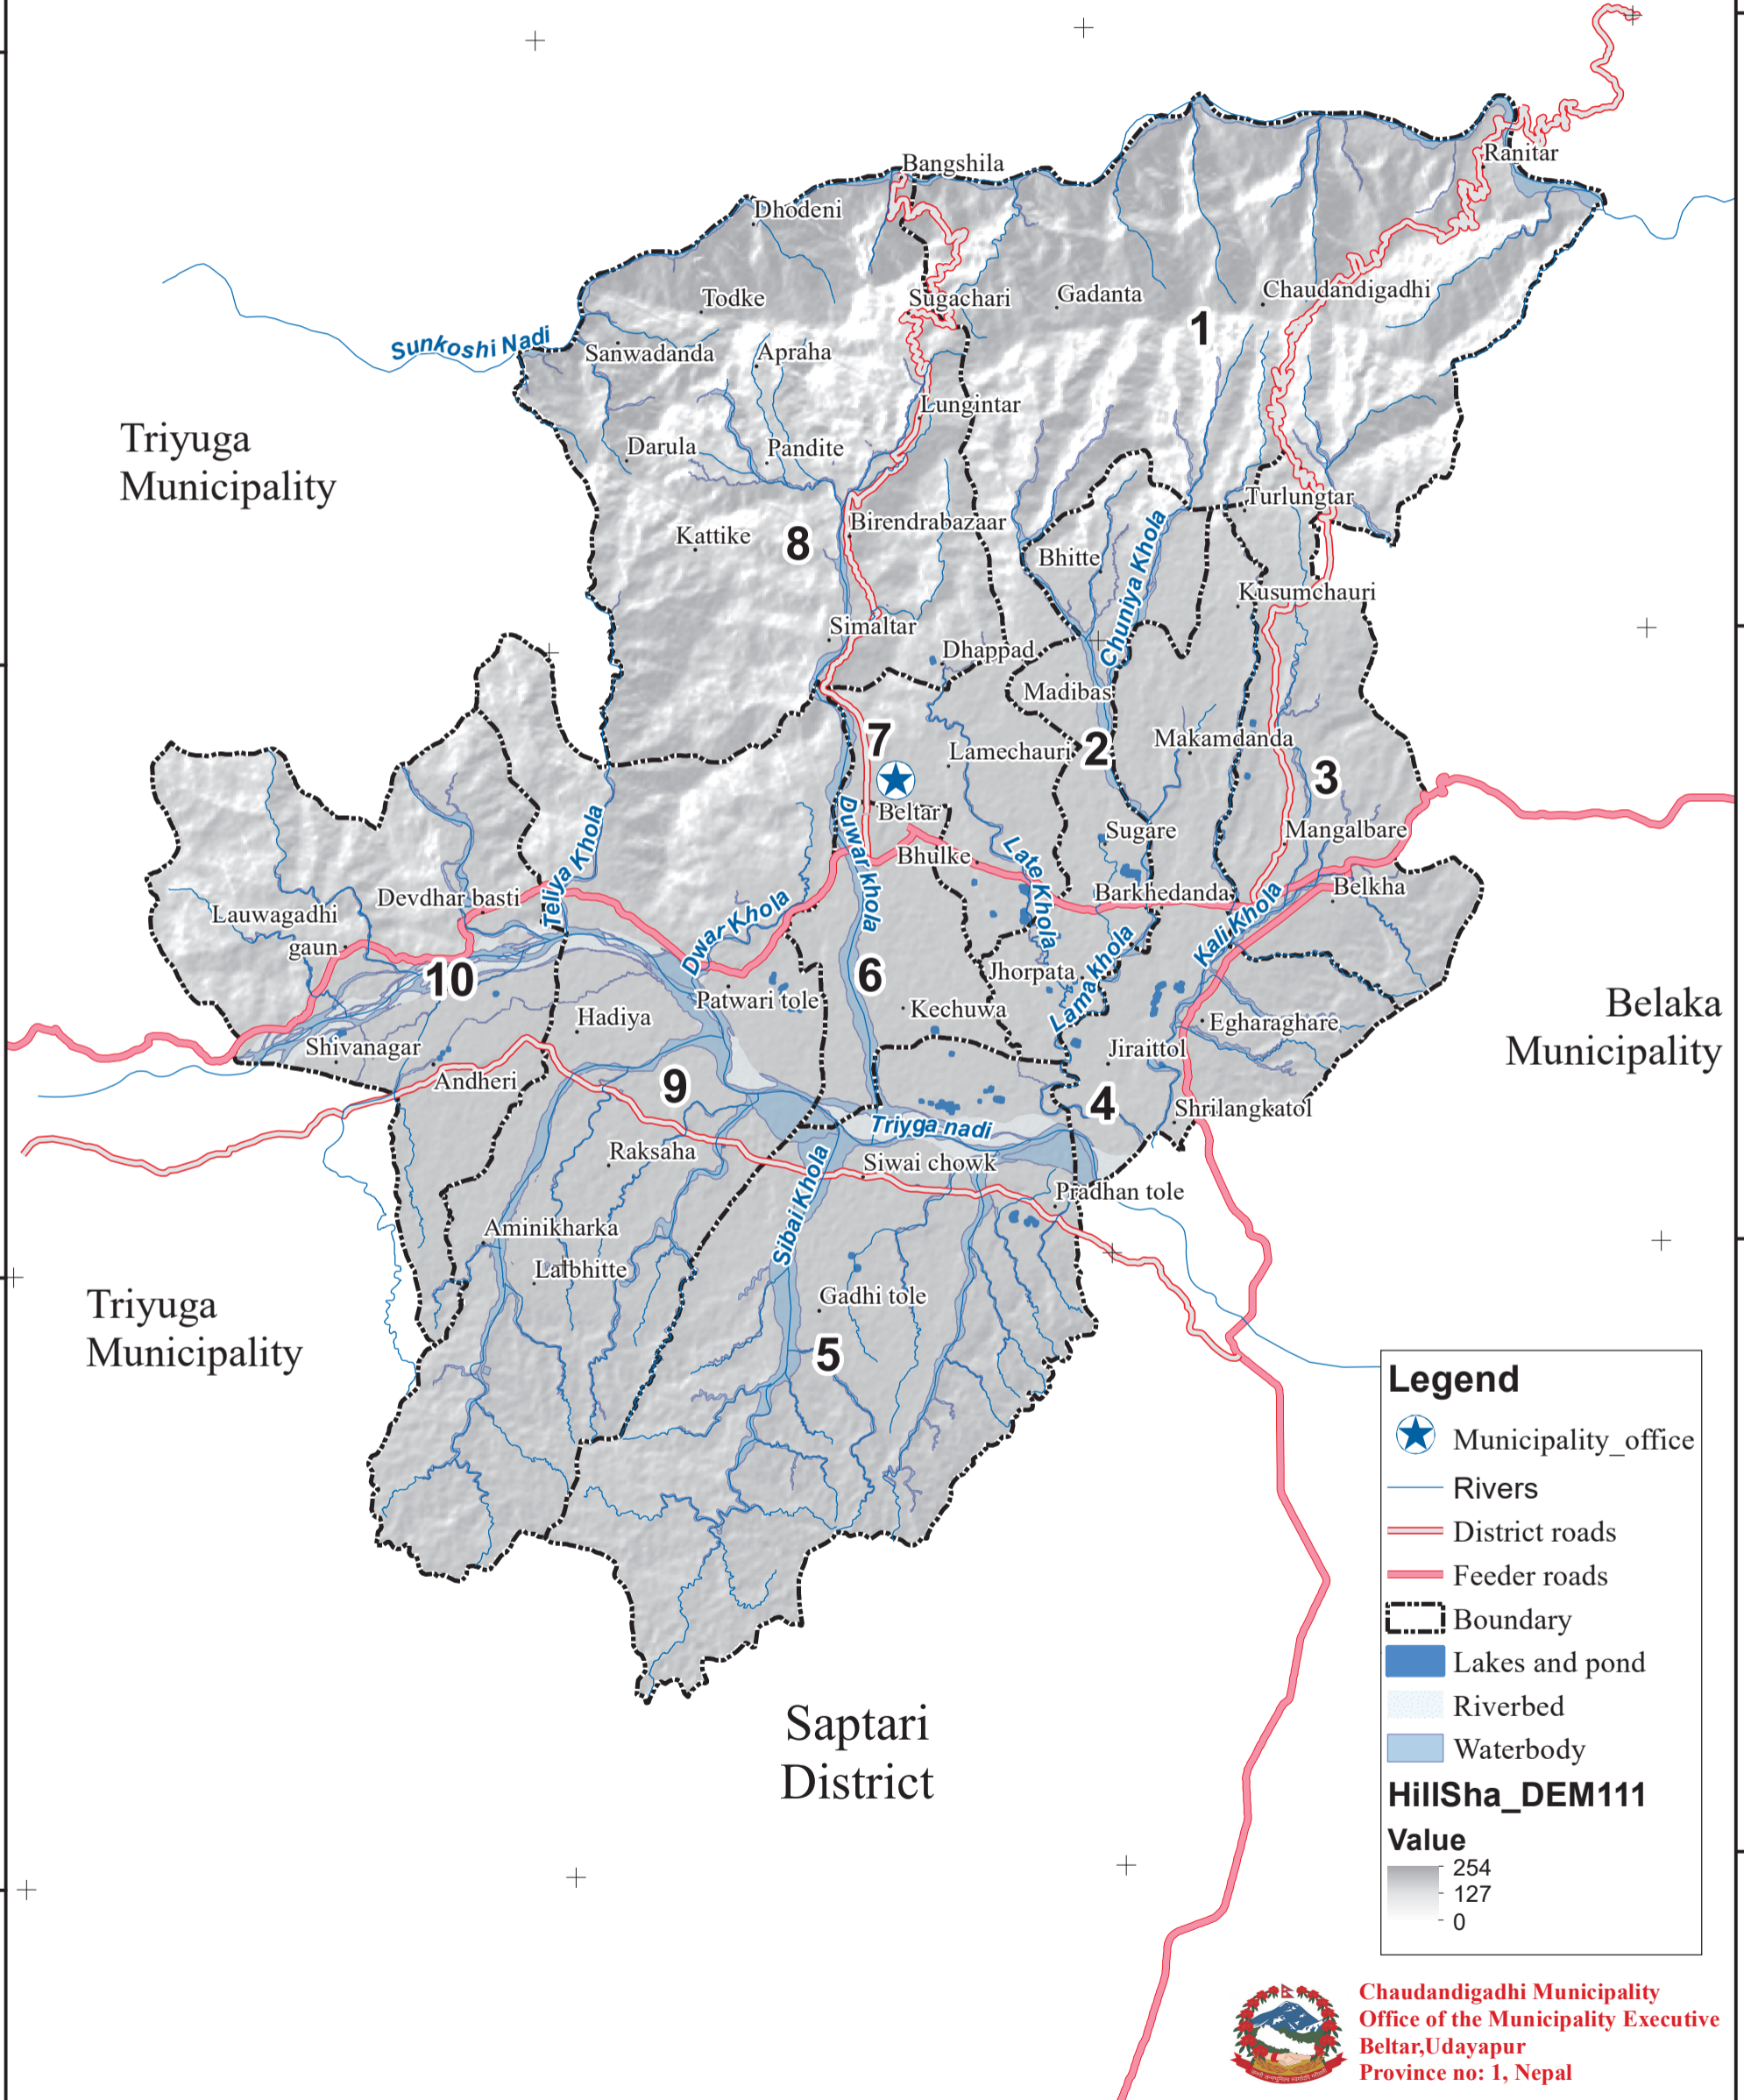 Ranitar
Bangshila
Dhodeni
Todke
Sugachari
Gadanta
Chaudandigadhi
1
Sunkoshi Nadi
Sanwadanda
Apraha
Lungintar
Triyuga
Municipality
Darula
Pandite
Turlungtar
Kattike
8
Birendrabazaar
Bhitte
Chuniya Khola
Kusumchauri
Simaltar
Dhappad
Madibas
7
Lamechauri
2
Makamdanda
3
Beltar
Duwar khola
Sugare
Mangalbare
Teliya Khola
Bhulke
Late Khola
Devdhar basti
Barkhedanda
Belkha
Lauwagadhi
gaun
Dwar Khola
Kali Khola
10
6
Jhorpata
Lama khola
Patwari tole
Kechuwa
Belaka
Municipality
Hadiya
Egharaghare
Shivanagar
Jiraittol
Andheri
9
4
Shrilangkatol
Triyga nadi
Raksaha
Siwai chowk
Sibai Khola
Pradhan tole
Aminikharka
Lalbhitte
Gadhi tole
Triyuga
Municipality
5
Legend
Municipality_office
Rivers
District roads
Feeder roads
Boundary
Lakes and pond
Riverbed
Waterbody
HillSha_DEM111
Value
254
127
0
Saptari
District
Chaudandigadhi Municipality
Office of the Municipality Executive
Beltar,Udayapur
Province no: 1, Nepal